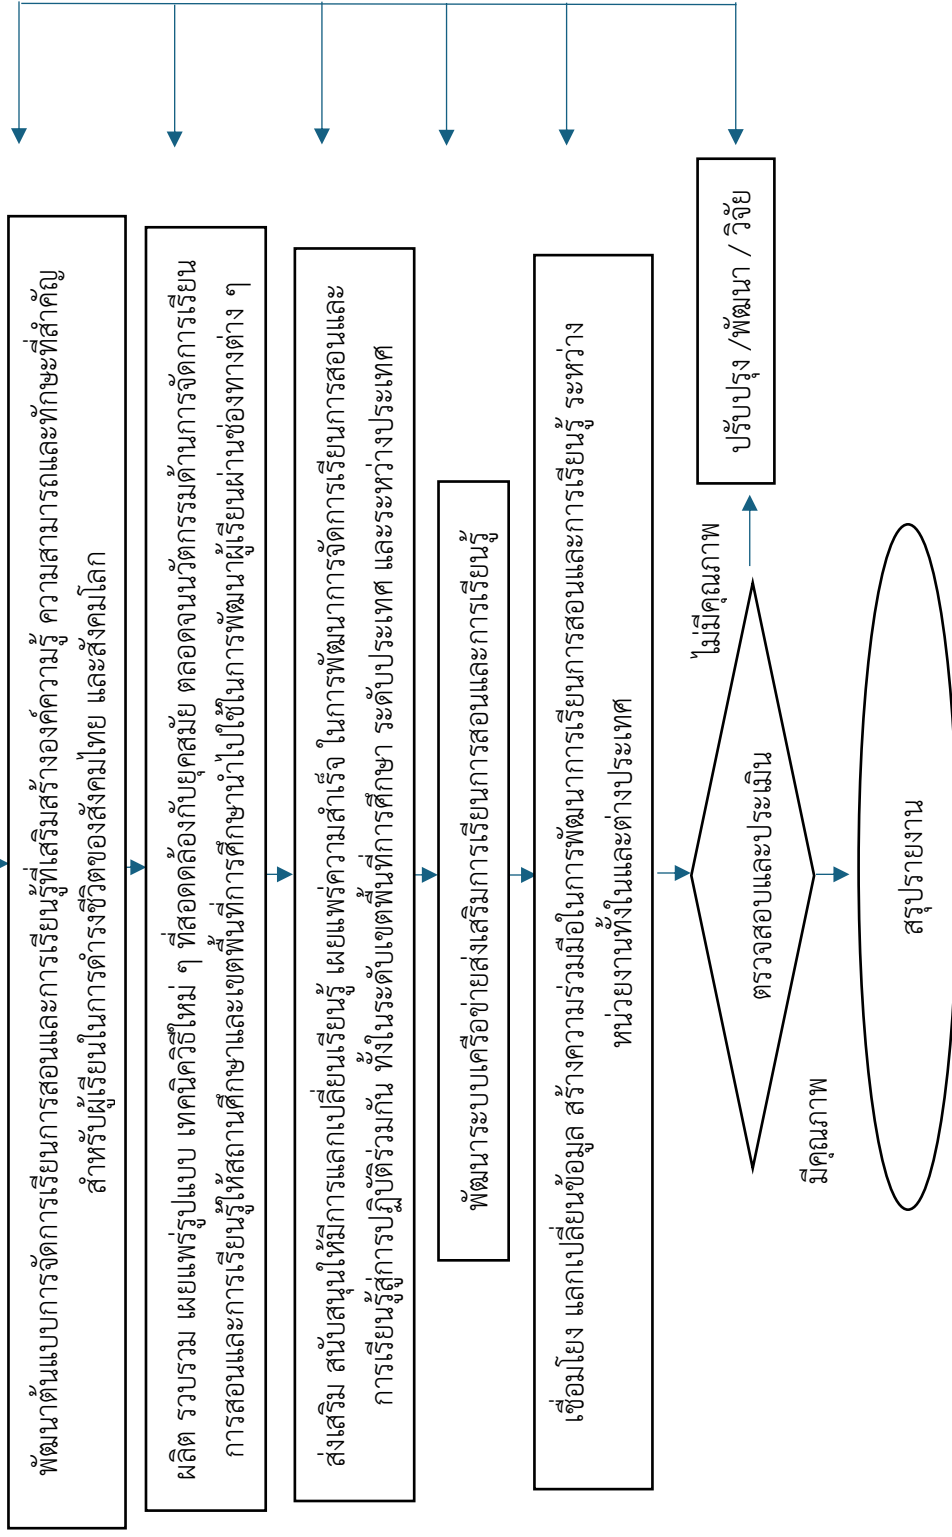 พัฒนาต้นแบบการจัดการเรียนการสอนและการเรียนรู้ที่เสริมสร้างองค์ความรู้ ความสามารถและทักษะที่สำคัญ
สำหรับผู้เรียนในการดำรงชีวิตของสังคมไทย และสังคมโลก
ผลิต รวบรวม เผยแพร่รูปแบบ เทคนิควิธีใหม่ ๆ ที่สอดคล้องกับยุคสมัย ตลอดจนนวัตกรรมด้านการจัดการเรียน
การสอนและการเรียนรู้ให้สถานศึกษาและเขตพื้นที่การศึกษานำไปใช้ในการพัฒนาผู้เรียนผ่านช่องทางต่าง ๆ
ส่งเสริม สนับสนุนให้มีการแลกเปลี่ยนเรียนรู้ เผยแพร่ความสำเร็จ ในการพัฒนาการจัดการเรียนการสอนและ
การเรียนรู้สู่การปฏิบัติร่วมกัน ทั้งในระดับเขตพื้นที่การศึกษา ระดับประเทศ และระหว่างประเทศ
พัฒนาระบบเครือข่ายส่งเสริมการเรียนการสอนและการเรียนรู้
เชื่อมโยง แลกเปลี่ยนข้อมูล สร้างความร่วมมือในการพัฒนาการเรียนการสอนและการเรียนรู้ ระหว่าง
หน่วยงานทั้งในและต่างประเทศ
ไม่มีคุณภาพ
ปรับปรุง /พัฒนา / วิจัย
ตรวจสอบและประเมิน
มีคุณภาพ
สรุปรายงาน